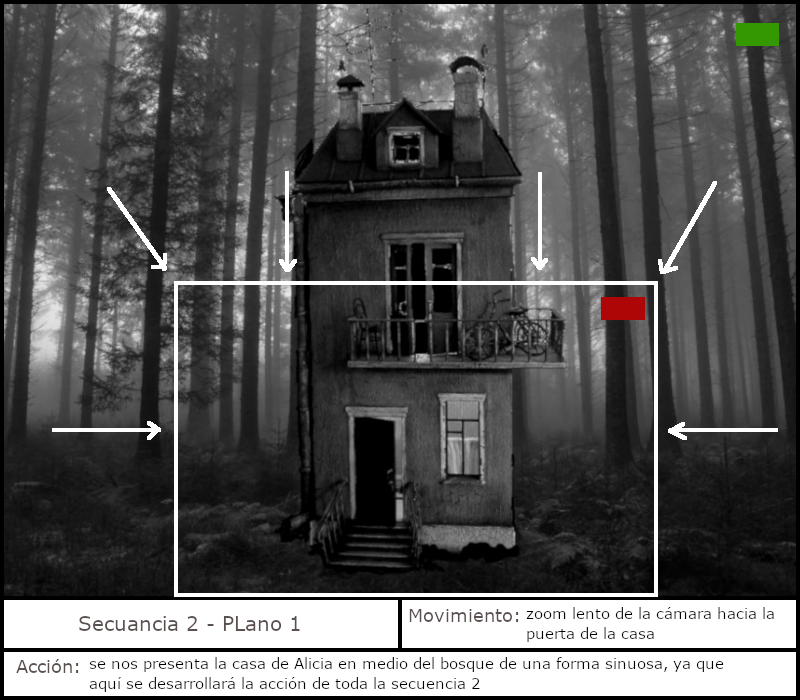 Secuancia 2 - PLano 1
Movimiento: zoom lento de la cámara hacia la
puerta de la casa
Acción: se nos presenta la casa de Alicia en medio del bosque de una forma sinuosa, ya que
aquí se desarrollará la acción de toda la secuencia 2